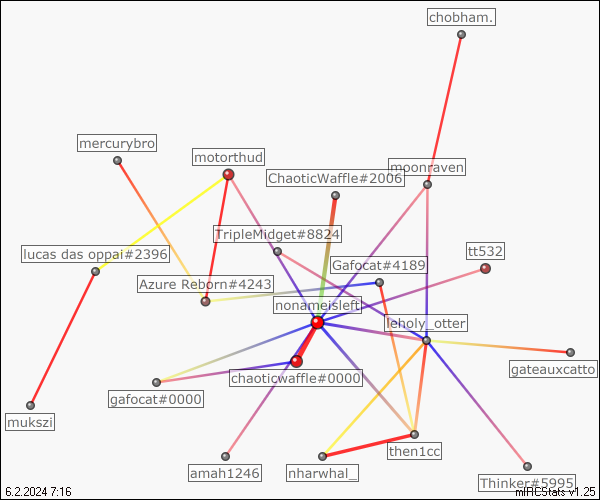 chobham.
mercurybro
motorthud
moonraven
ChaoticWaffle#2006
TripleMidget#8824
tt532
lucas das oppai#2396
Gafocat#4189
Azure Reborn#4243
nonameisleft
leholy_otter
gateauxcatto
chaoticwaffle#0000
gafocat#0000
mukszi
then1cc
amah1246
nharwhal_
Thinker#5995
6.2.2024 7:16
mIRCStats v1.25